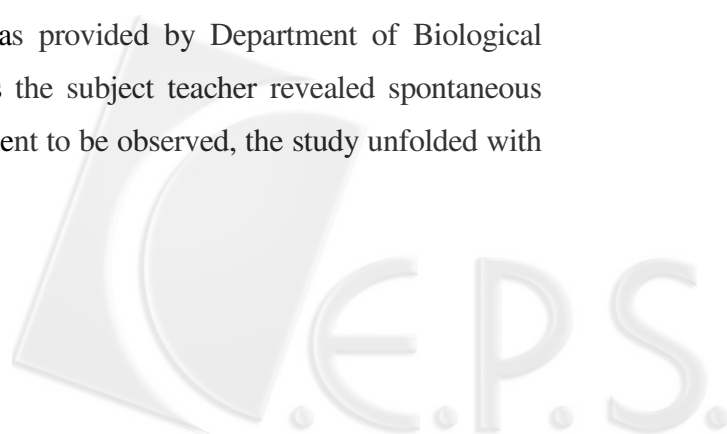 as provided by Department of Biological
s the subject teacher revealed spontaneous
ent to be observed, the study unfolded with
C.E.P.S.